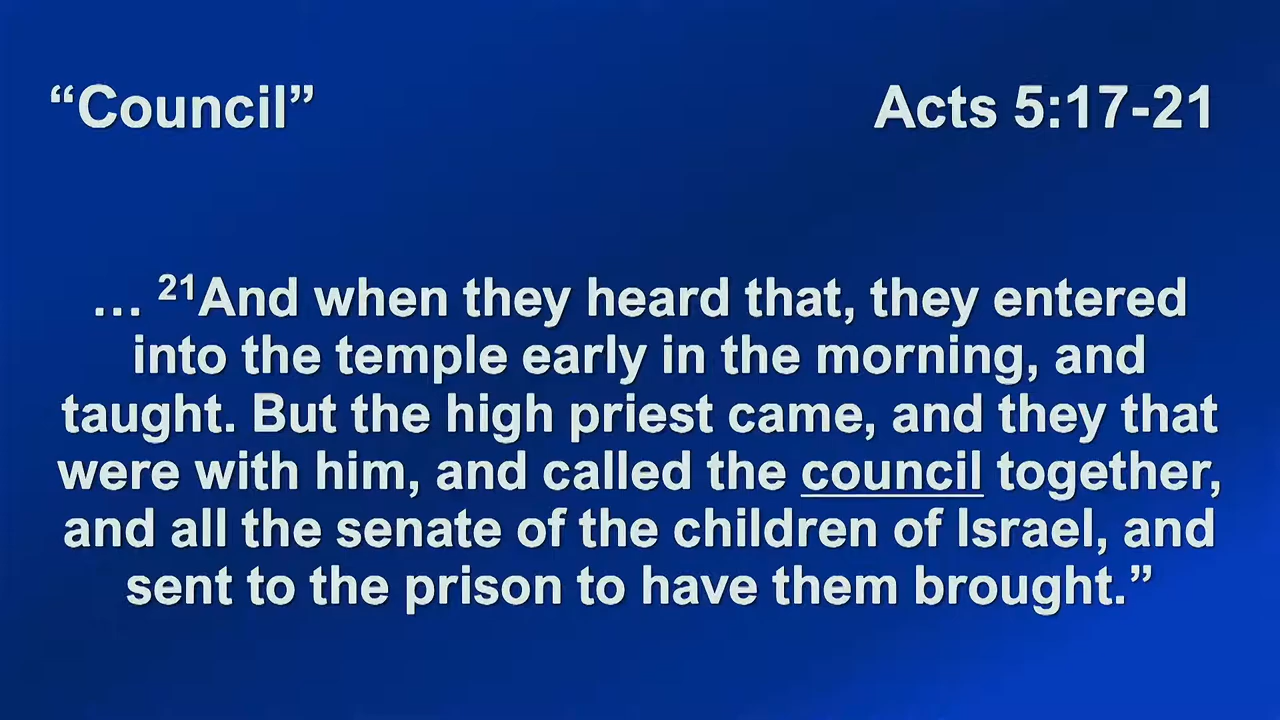 “Council”
Acts 5:17-21
… ²¹And when they heard that, they entered
into the temple early in the morning, and
taught. But the high priest came, and they that
were with him, and called the council together,
and all the senate of the children of Israel, and
sent to the prison to have them brought.”